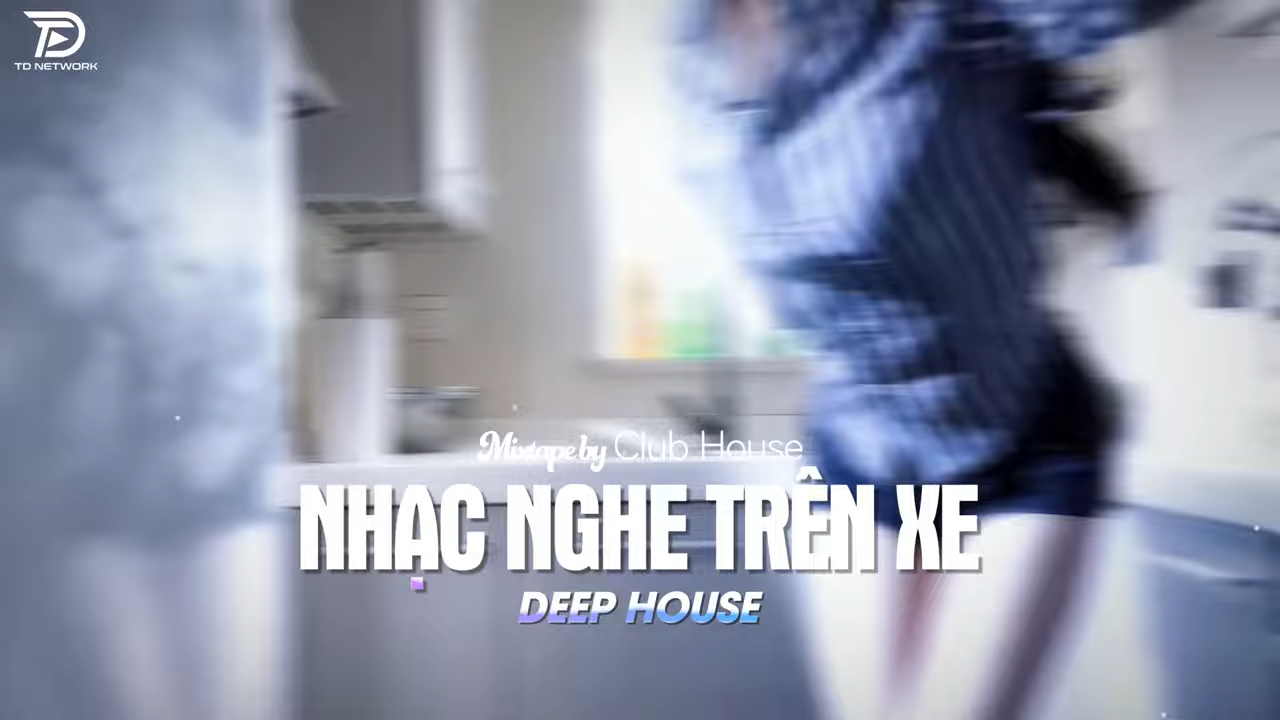 TD NETWORK
Mixtape by Club House
NHẠC NGHE TRÊN XE
DEEP HOUSE